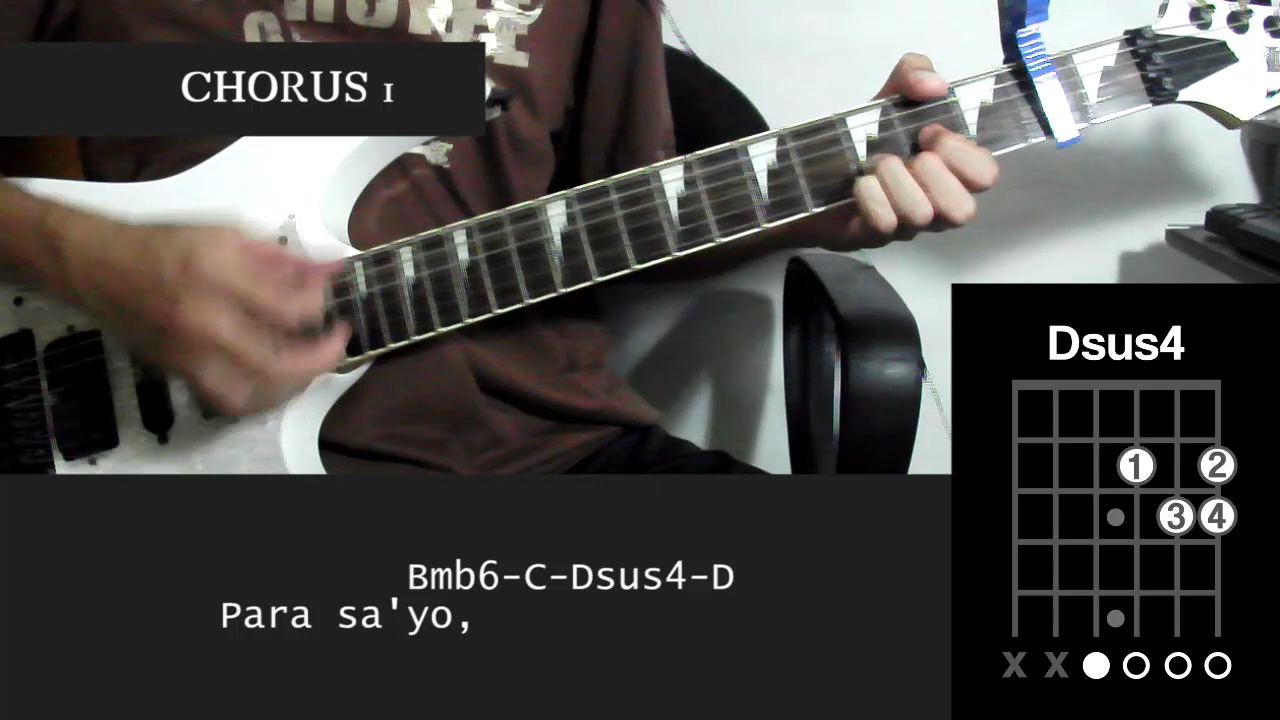 CHORUS I
Dsus4
1 2
3 4
X X
Bmb6-C-Dsus4-D
Para sa'yo,